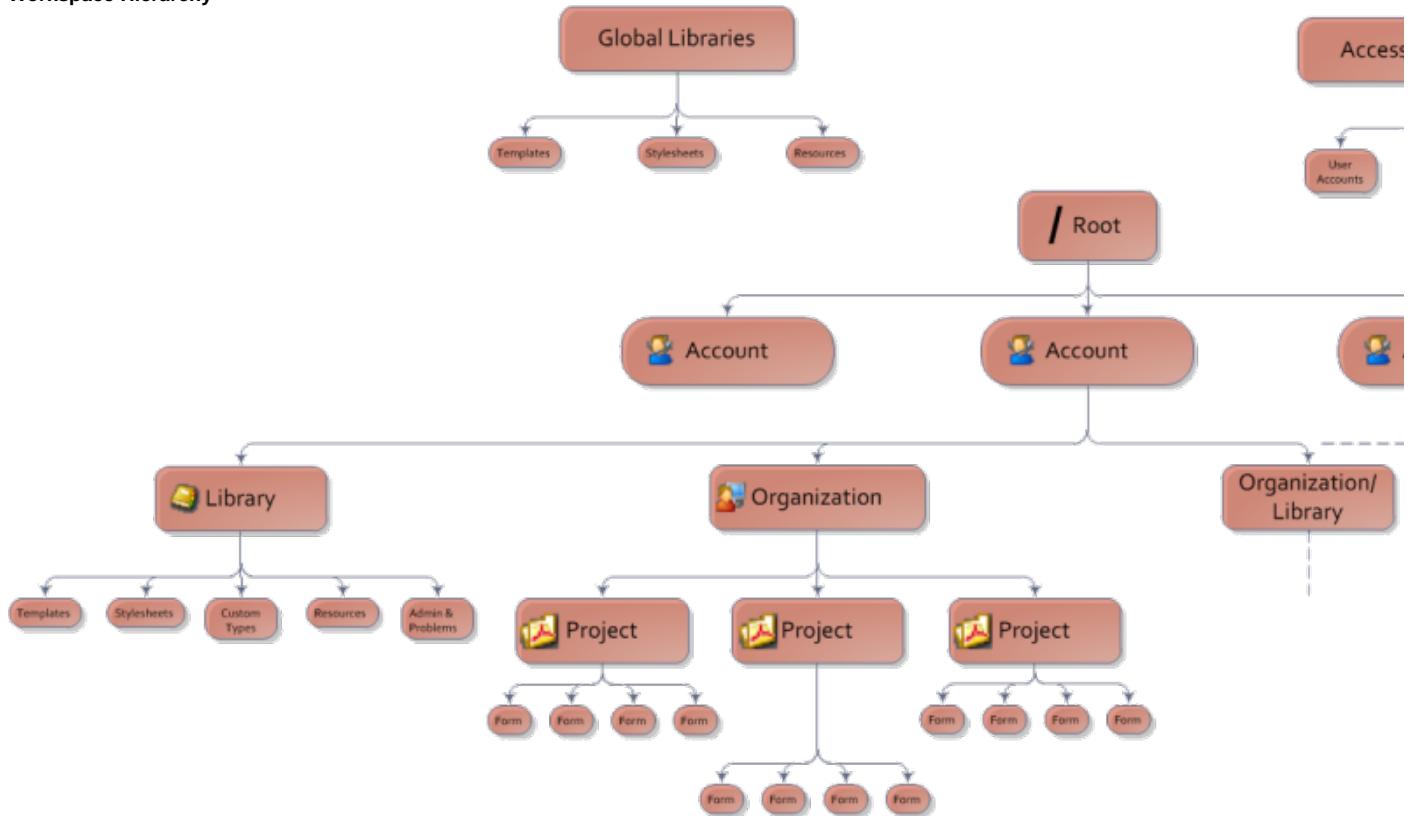 Workspace Hierarchy
Global Libraries
Access
Templates
Stylesheets
Resources
User
Accounts
/ Root
Account
Account
Library
Organization
Organization/
Library
Templates
Stylesheets
Custom
Types
Resources
Admin &
Problems
Project
Project
Project
Form
Form
Form
Form
Form
Form
Form
Form
Form
Form
Form
Form